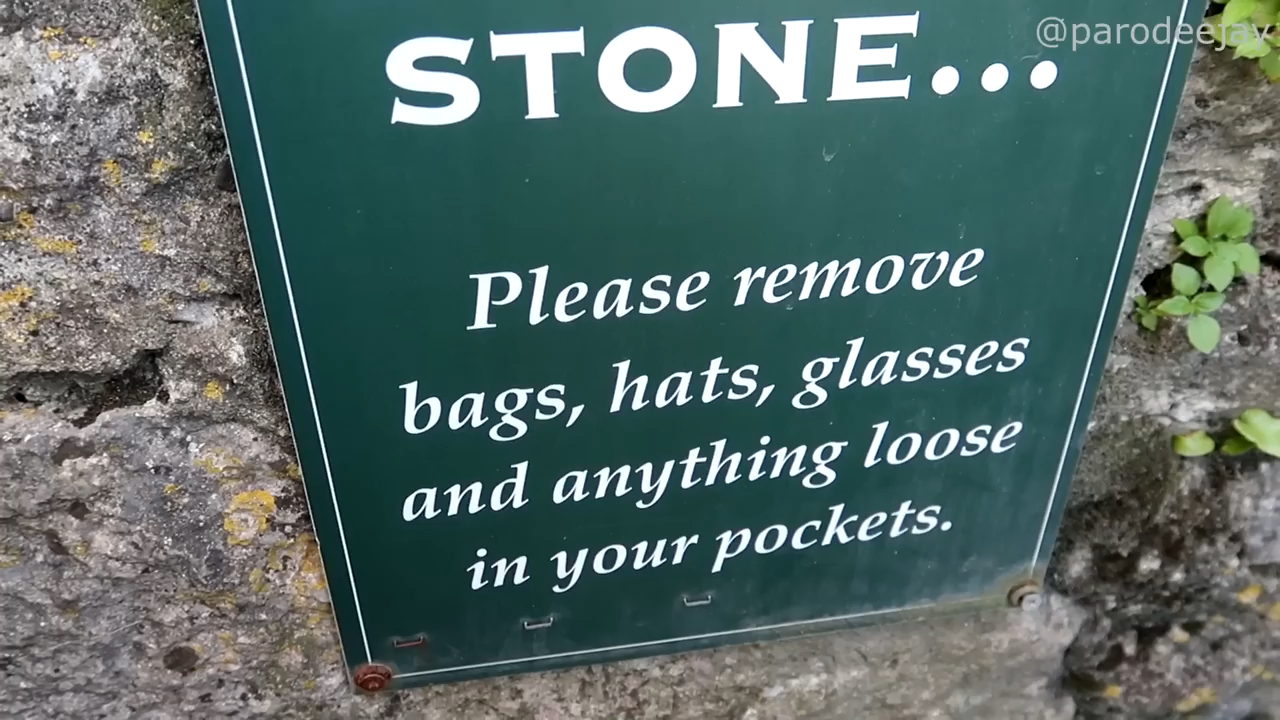 @parodeejay
STONE...
Please remove
bags, hats, glasses
and anything loose
in your pockets.